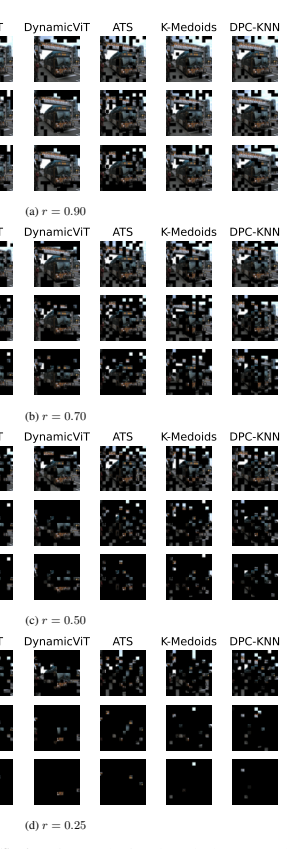 T DynamicViT ATS K-Medoids DPC-KNN
(a) r = 0.90
T DynamicViT ATS K-Medoids DPC-KNN
(b) r = 0.70
T DynamicViT ATS K-Medoids DPC-KNN
(c) r = 0.50
T DynamicViT ATS K-Medoids DPC-KNN
(d) r = 0.25